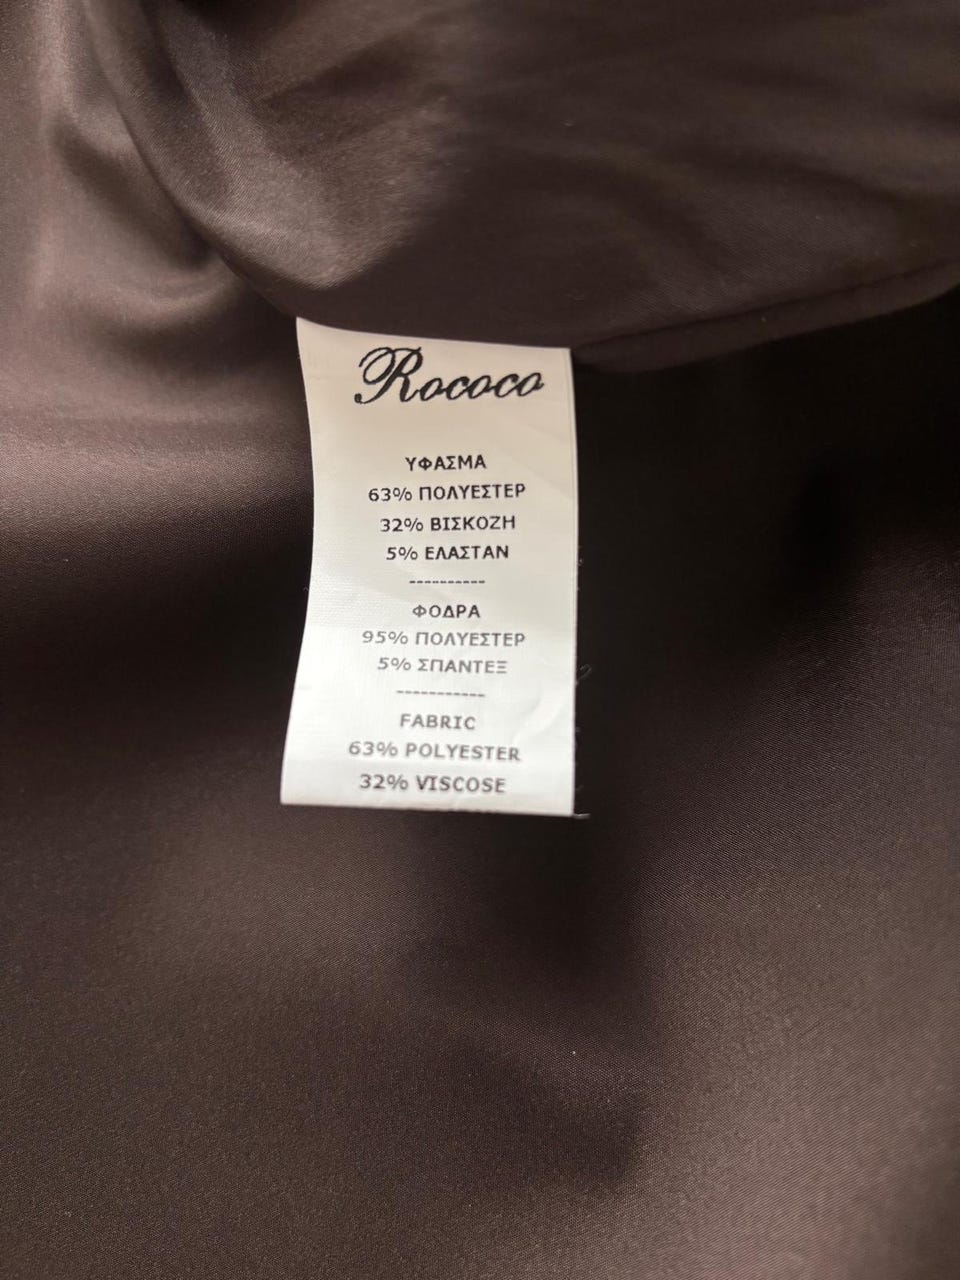 Rococo
ΥΦΑΣΜΑ
63% ΠΟΛΥΕΣΤΕΡ
32% ΒΙΣΚΟΖΗ
5% ΕΛΑΣΤΑΝ
----------
ΦΟΔΡΑ
95% ΠΟΛΥΕΣΤΕΡ
5% ΣΠΑΝΤΕΞ
-----------
FABRIC
63% POLYESTER
32% VISCOSE